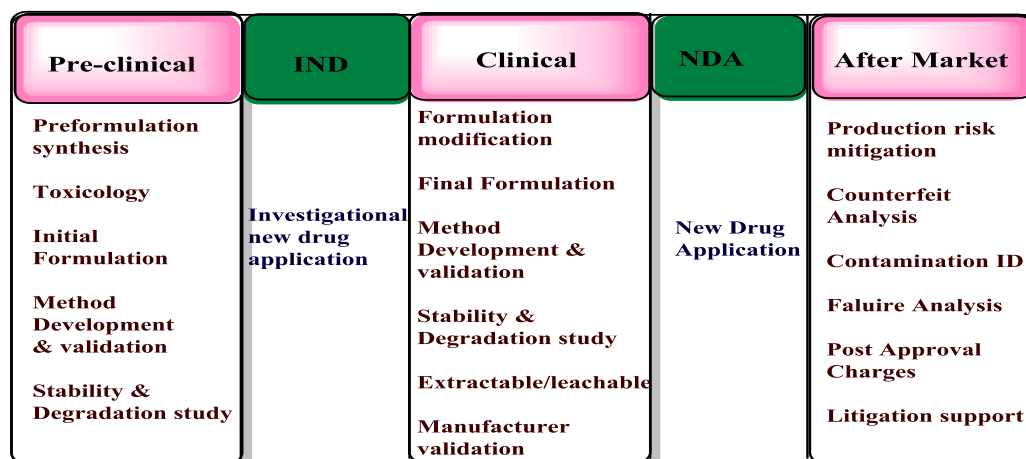 Pre-clinical
IND
Clinical
NDA
After Market
Preformulation
synthesis
Toxicology
Initial
Formulation
Method
Development
& validation
Stability &
Degradation study
Investigational
new drug
application
Formulation
modification
Final Formulation
Method
Development &
validation
Stability &
Degradation study
Extractable/leachable
Manufacturer
validation
New Drug
Application
Production risk
mitigation
Counterfeit
Analysis
Contamination ID
Faluire Analysis
Post Approval
Charges
Litigation support